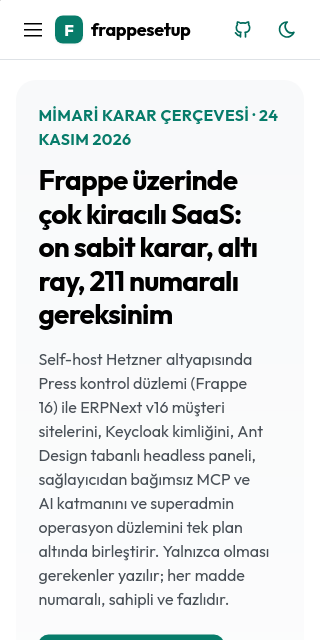 F frappesetup
MİMARİ KARAR ÇERÇEVESİ · 24
KASIM 2026
Frappe üzerinde
çok kiracılı SaaS:
on sabit karar, altı
ray, 211 numaralı
gereksinim
Self-host Hetzner altyapısında
Press kontrol düzlemi (Frappe
16) ile ERPNext v16 müşteri
sitelerini, Keycloak kimliğini, Ant
Design tabanlı headless paneli,
sağlayıcıdan bağımsız MCP ve
AI katmanını ve superadmin
operasyon düzlemini tek plan
altında birleştirir. Yalnızca olması
gerekenler yazılır; her madde
numaralı, sahipli ve fazlıdır.